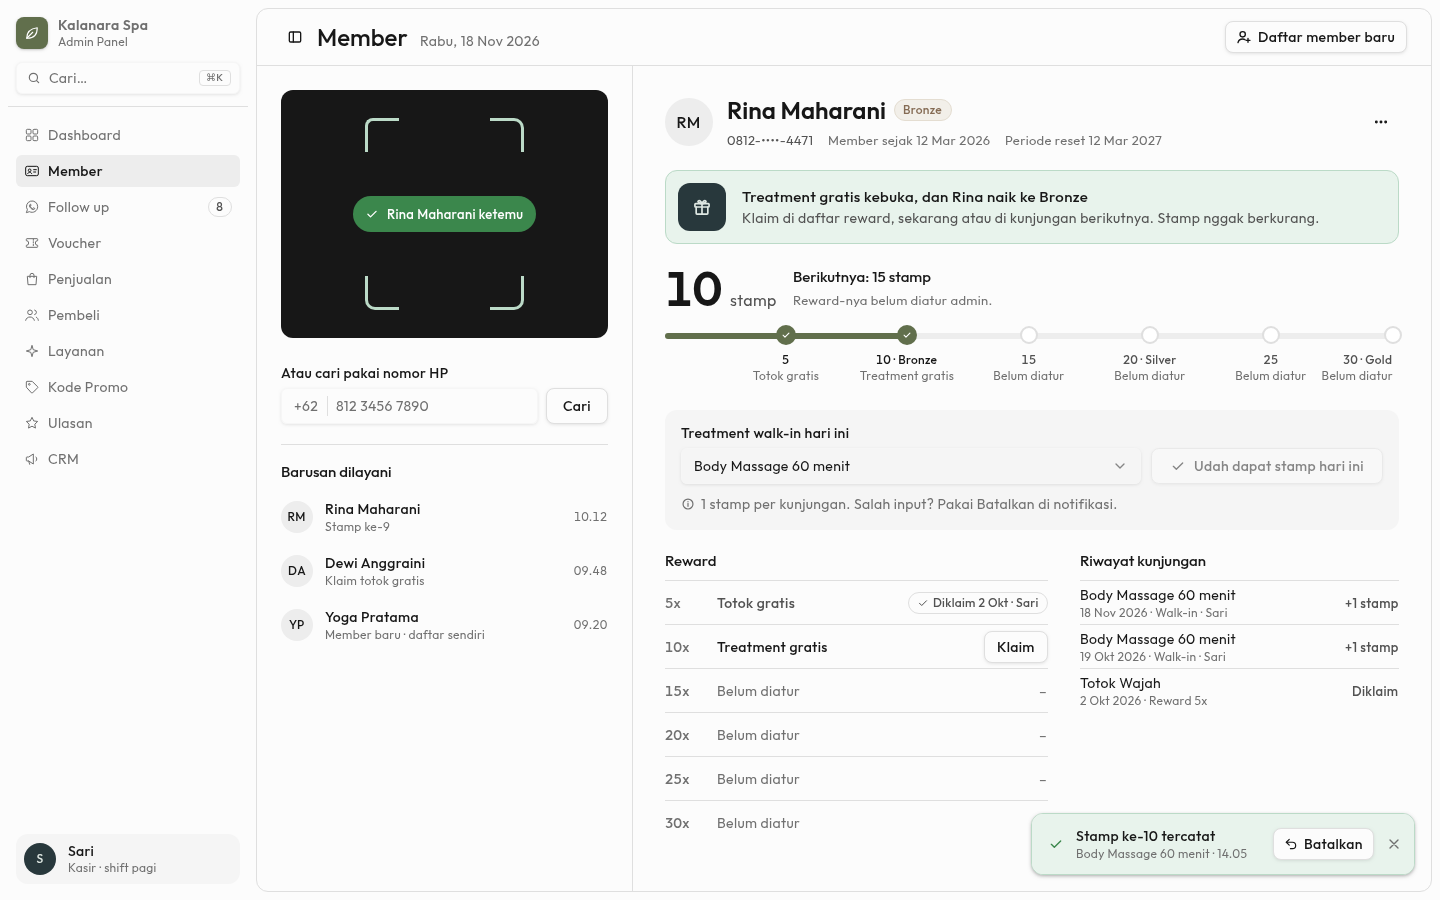 Kalanara Spa
Admin Panel
Cari...
⌘K
Dashboard
Member
Follow up
8
Voucher
Penjualan
Pembeli
Layanan
Kode Promo
Ulasan
CRM
S
Sari
Kasir · shift pagi
Member
Rabu, 18 Nov 2026
Daftar member baru
Rina Maharani ketemu
Atau cari pakai nomor HP
+62
812 3456 7890
Cari
Barusan dilayani
RM
Rina Maharani
Stamp ke-9
10.12
DA
Dewi Anggraini
Klaim totok gratis
09.48
YP
Yoga Pratama
Member baru · daftar sendiri
09.20
RM
Rina Maharani
Bronze
0812-••••-4471
Member sejak 12 Mar 2026
Periode reset 12 Mar 2027
Treatment gratis kebuka, dan Rina naik ke Bronze
Klaim di daftar reward, sekarang atau di kunjungan berikutnya. Stamp nggak berkurang.
10 stamp
Berikutnya: 15 stamp
Reward-nya belum diatur admin.
5
Totok gratis
10 · Bronze
Treatment gratis
15
Belum diatur
20 · Silver
Belum diatur
25
Belum diatur
30 · Gold
Belum diatur
Treatment walk-in hari ini
Body Massage 60 menit
Udah dapat stamp hari ini
1 stamp per kunjungan. Salah input? Pakai Batalkan di notifikasi.
Reward
5x
Totok gratis
Diklaim 2 Okt · Sari
10x
Treatment gratis
Klaim
15x
Belum diatur
–
20x
Belum diatur
–
25x
Belum diatur
–
30x
Belum diatur
Riwayat kunjungan
Body Massage 60 menit
18 Nov 2026 · Walk-in · Sari
+1 stamp
Body Massage 60 menit
19 Okt 2026 · Walk-in · Sari
+1 stamp
Totok Wajah
2 Okt 2026 · Reward 5x
Diklaim
Stamp ke-10 tercatat
Body Massage 60 menit · 14.05
Batalkan